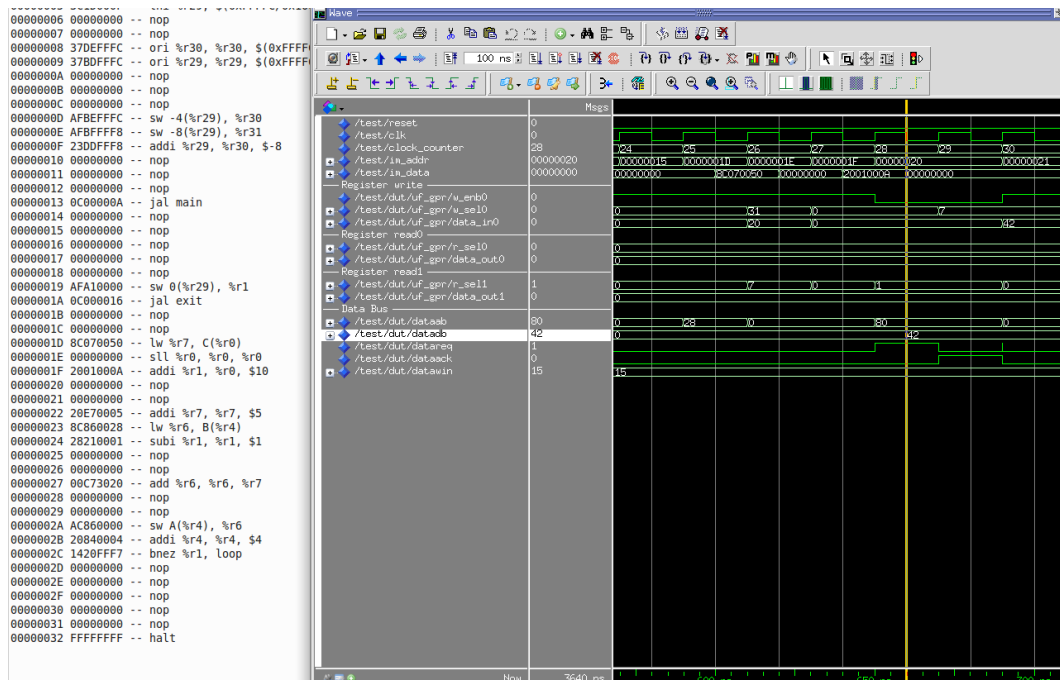 00000006 00000000 -- nop
00000007 00000000 -- nop
00000008 37DEFFFC -- ori %r30, %r30, $(0xFFFF
00000009 37BDFFFC -- ori %r29, %r29, $(0xFFFF
0000000A 00000000 -- nop
0000000B 00000000 -- nop
0000000C 00000000 -- nop
0000000D AFBEFFFC -- sw -4(%r29), %r30
0000000E AFBFFFF8 -- sw -8(%r29), %r31
0000000F 23DDFFF8 -- addi %r29, %r30, $-8
00000010 00000000 -- nop
00000011 00000000 -- nop
00000012 00000000 -- nop
00000013 0C00000A -- jal main
00000014 00000000 -- nop
00000015 00000000 -- nop
00000016 00000000 -- nop
00000017 00000000 -- nop
00000018 00000000 -- nop
00000019 AFA10000 -- sw 0(%r29), %r1
0000001A 0C000016 -- jal exit
0000001B 00000000 -- nop
0000001C 00000000 -- nop
0000001D 8C070050 -- lw %r7, C(%r0)
0000001E 00000000 -- sll %r0, %r0, %r0
0000001F 2001000A -- addi %r1, %r0, $10
00000020 00000000 -- nop
00000021 00000000 -- nop
00000022 20E70005 -- addi %r7, %r7, $5
00000023 8C860028 -- lw %r6, B(%r4)
00000024 28210001 -- subi %r1, %r1, $1
00000025 00000000 -- nop
00000026 00000000 -- nop
00000027 00C73020 -- add %r6, %r6, %r7
00000028 00000000 -- nop
00000029 00000000 -- nop
0000002A AC860000 -- sw A(%r4), %r6
0000002B 20840004 -- addi %r4, %r4, $4
0000002C 1420FFF7 -- bnez %r1, loop
0000002D 00000000 -- nop
0000002E 00000000 -- nop
0000002F 00000000 -- nop
00000030 00000000 -- nop
00000031 00000000 -- nop
00000032 FFFFFFFF -- halt
Wave
100 ns
Msgs
/test/reset 0
/test/clk 0
/test/clock_counter 28 24 25 26 27 28 29 30
/test/im_addr 00000020 00000015 0000001D 0000001E 0000001F 00000020 00000021
/test/im_data 00000000 00000000 8C070050 00000000 2001000A 00000000
Register write
/test/dut/uf_gpr/w_enb0 0
/test/dut/uf_gpr/w_sel0 0 0 31 0 7
/test/dut/uf_gpr/data_in0 0 0 20 0 42
Register read0
/test/dut/uf_gpr/r_sel0 0 0
/test/dut/uf_gpr/data_out0 0 0
Register read1
/test/dut/uf_gpr/r_sel1 1 0 7 0 1 0
/test/dut/uf_gpr/data_out1 0 0
Data Bus
/test/dut/dataab 80 0 28 0 80 0
/test/dut/datadb 42 0 42
/test/dut/datareq 1
/test/dut/dataack 0
/test/dut/datawin 15 15
Now 3640 ns